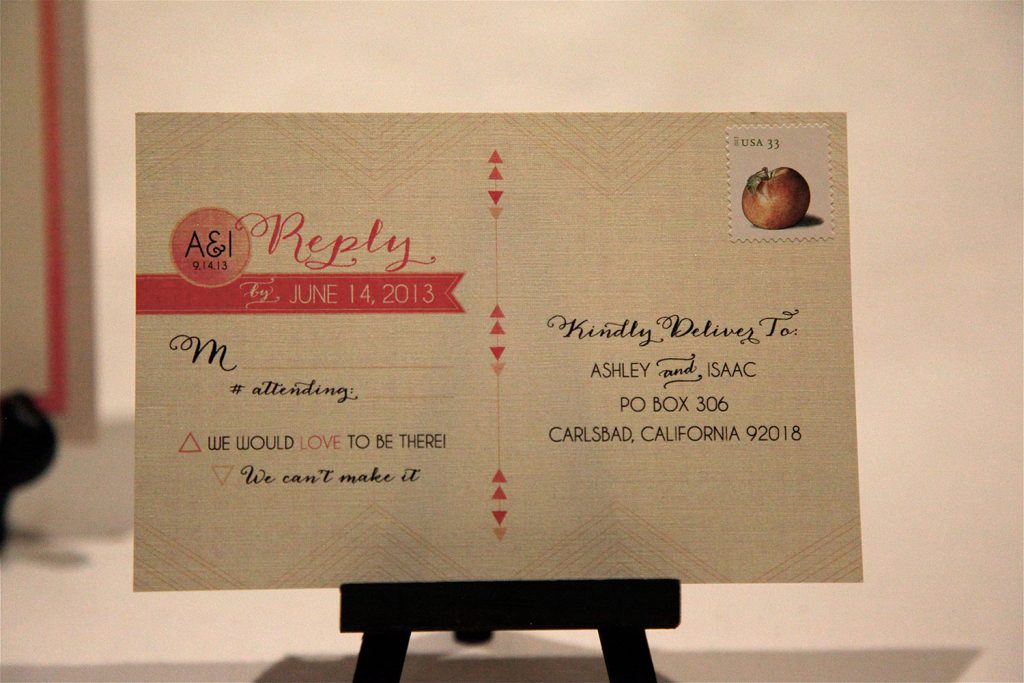 A&I
9.14.13
Reply
by JUNE 14, 2013
M
# attending:
WE WOULD LOVE TO BE THERE!
We can't make it
USA 33
Kindly Deliver To:
ASHLEY and ISAAC
PO BOX 306
CARLSBAD, CALIFORNIA 92018